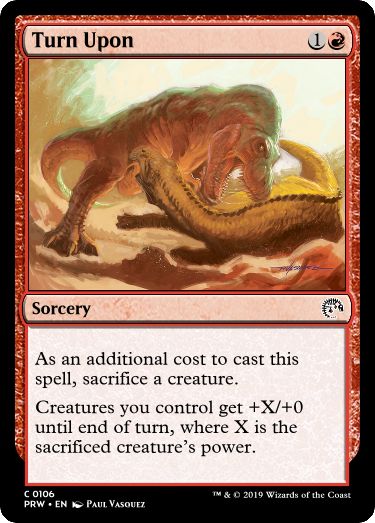 Turn Upon
1
Sorcery
As an additional cost to cast this
spell, sacrifice a creature.
Creatures you control get +X/+0
until end of turn, where X is the
sacrificed creature's power.
C 0106
PRW • EN Paul Vasquez
™ & © 2019 Wizards of the Coast